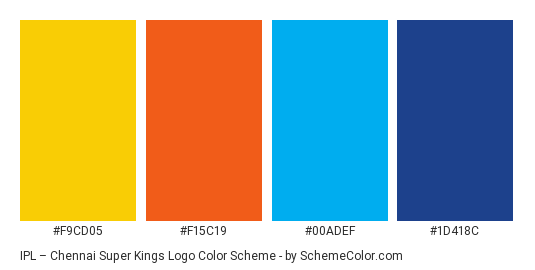 #F9CD05 #F15C19 #00ADEF #1D418C
IPL – Chennai Super Kings Logo Color Scheme - by SchemeColor.com